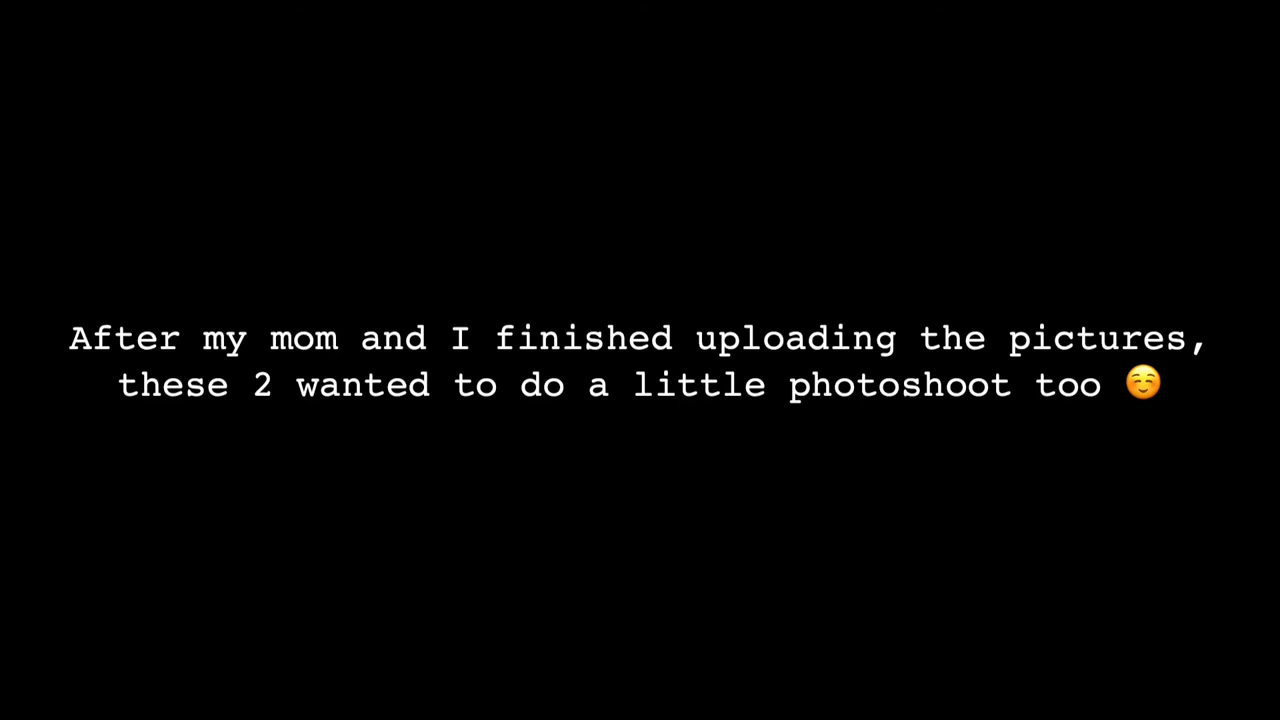 After my mom and I finished uploading the pictures,
these 2 wanted to do a little photoshoot too ☺️